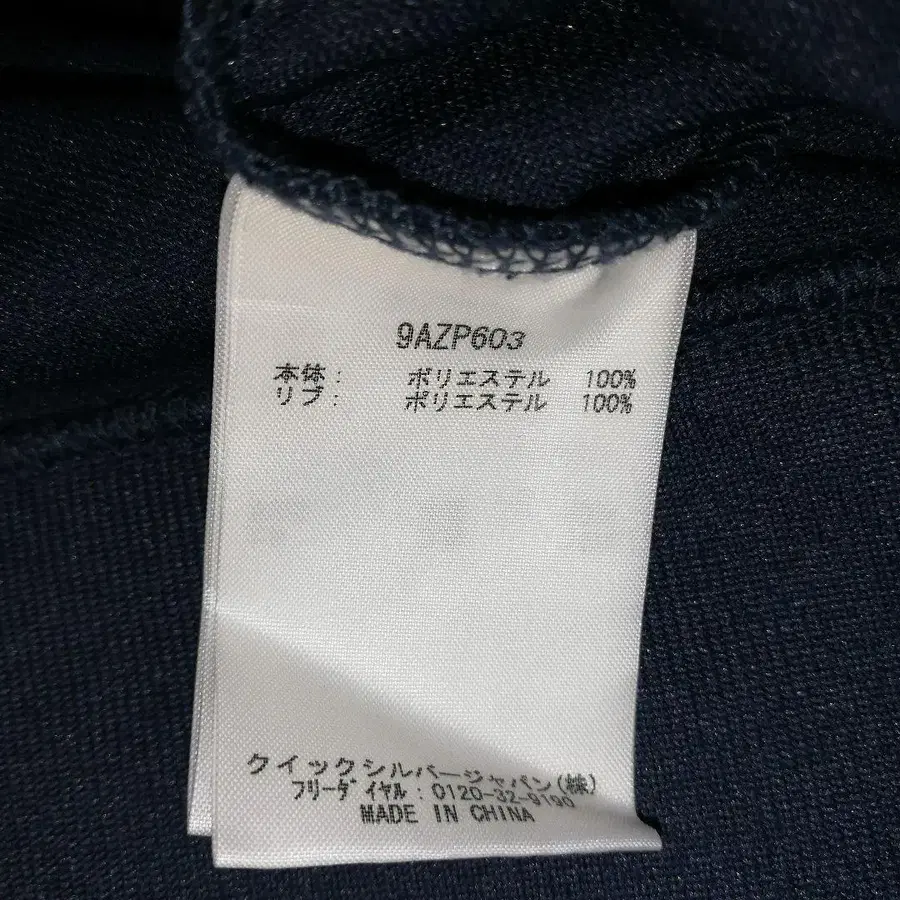 9AZP603
本体: ポリエステル 100%
リブ: ポリエステル 100%
クイックシルバージャパン(株)
フリーダイヤル:0120-32-9190
MADE IN CHINA